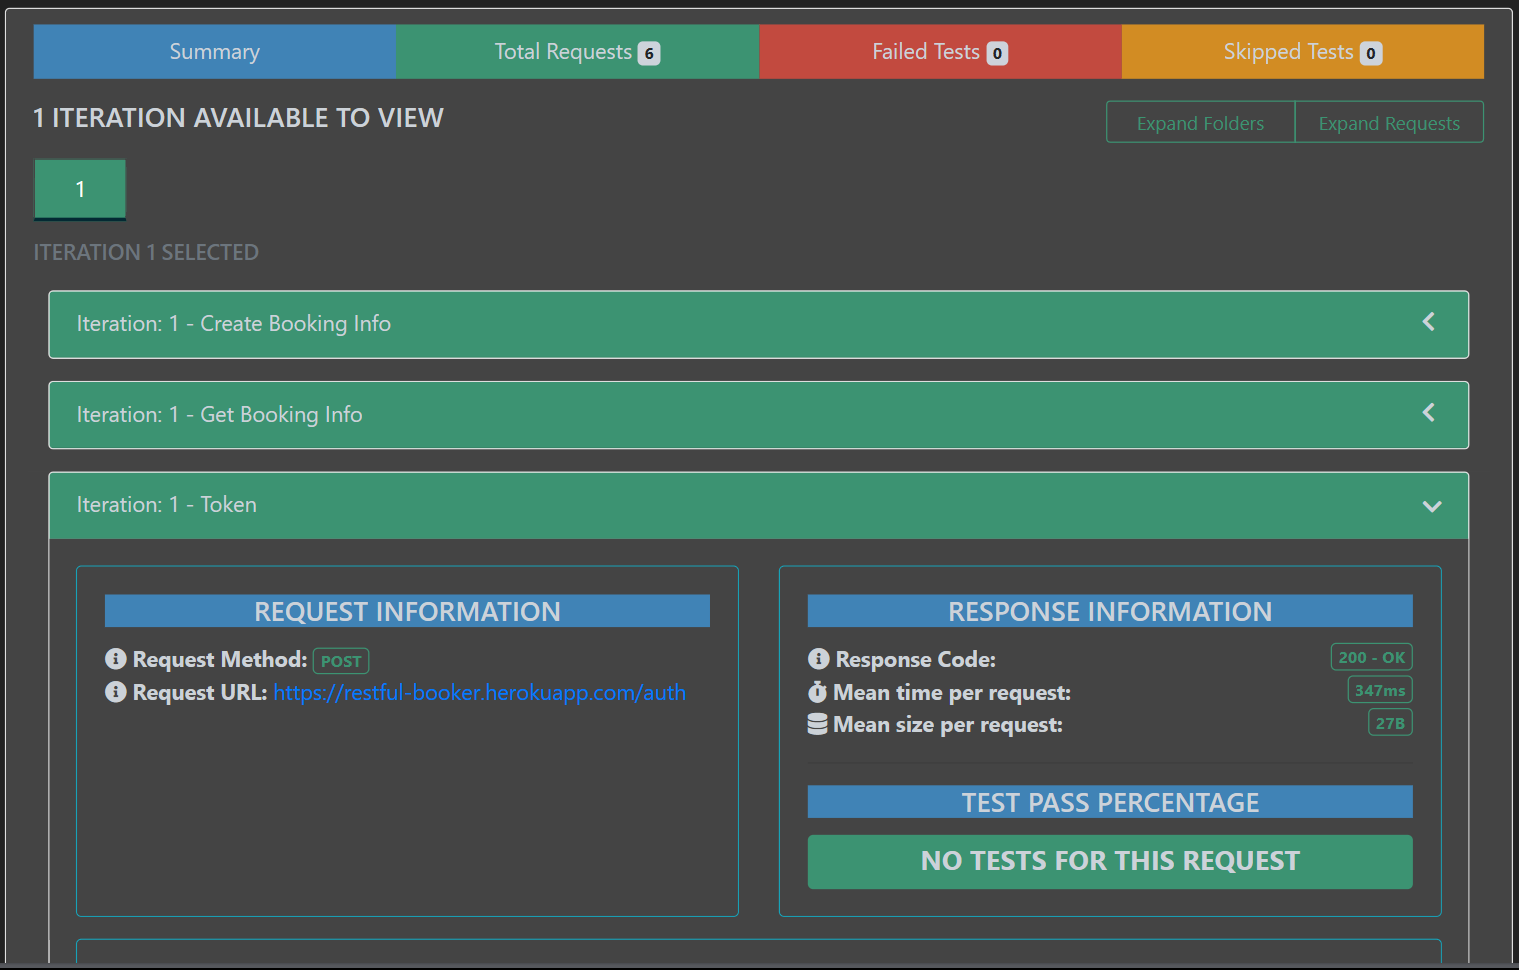 Summary
Total Requests 6
Failed Tests 0
Skipped Tests 0
1 ITERATION AVAILABLE TO VIEW
Expand Folders
Expand Requests
1
ITERATION 1 SELECTED
Iteration: 1 - Create Booking Info
Iteration: 1 - Get Booking Info
Iteration: 1 - Token
REQUEST INFORMATION
Request Method: POST
Request URL: https://restful-booker.herokuapp.com/auth
RESPONSE INFORMATION
Response Code: 200 - OK
Mean time per request: 347ms
Mean size per request: 27B
TEST PASS PERCENTAGE
NO TESTS FOR THIS REQUEST